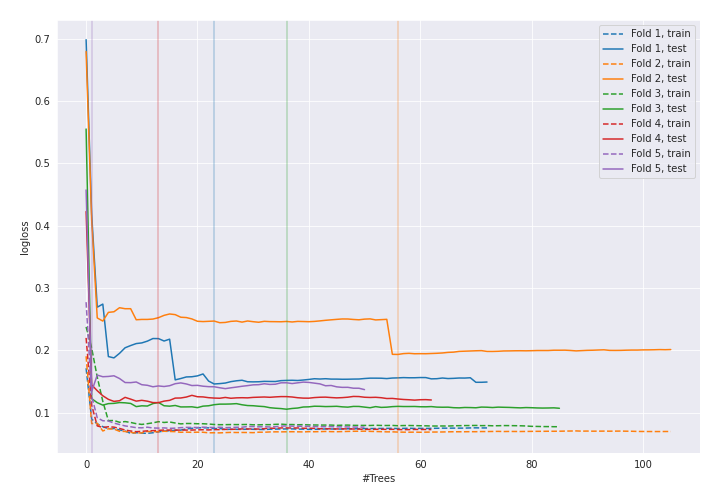 0.7
0.6
0.5
0.4
0.3
0.2
0.1
logloss
0
20
40
60
80
100
#Trees
Fold 1, train
Fold 1, test
Fold 2, train
Fold 2, test
Fold 3, train
Fold 3, test
Fold 4, train
Fold 4, test
Fold 5, train
Fold 5, test